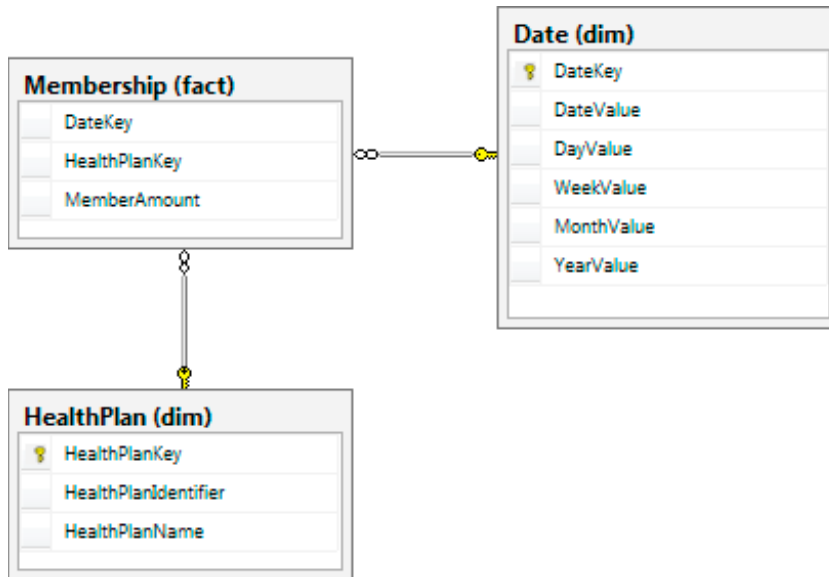 Membership (fact)
DateKey
HealthPlanKey
MemberAmount
Date (dim)
DateKey
DateValue
DayValue
WeekValue
MonthValue
YearValue
HealthPlan (dim)
HealthPlanKey
HealthPlanIdentifier
HealthPlanName